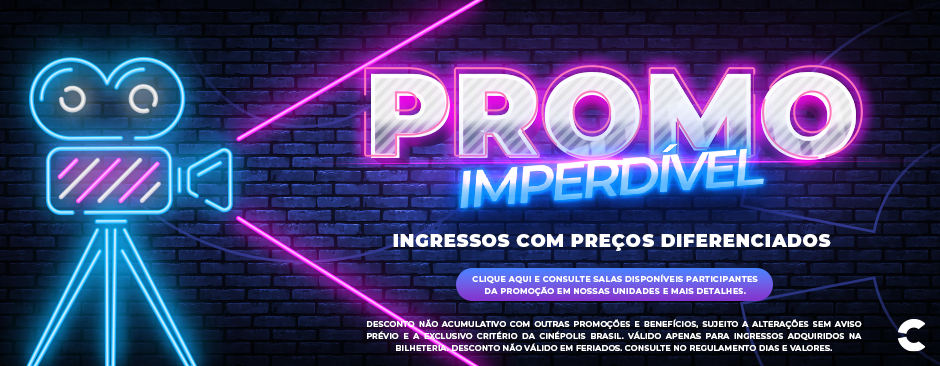 PROMO
IMPERDÍVEL
INGRESSOS COM PREÇOS DIFERENCIADOS
CLIQUE AQUI E CONSULTE SALAS DISPONÍVEIS PARTICIPANTES
DA PROMOÇÃO EM NOSSAS UNIDADES E MAIS DETALHES.
DESCONTO NÃO ACUMULATIVO COM OUTRAS PROMOÇÕES E BENEFÍCIOS, SUJEITO A ALTERAÇÕES SEM AVISO
PRÉVIO E A EXCLUSIVO CRITÉRIO DA CINÉPOLIS BRASIL. VÁLIDO APENAS PARA INGRESSOS ADQUIRIDOS NA
BILHETERIA. DESCONTO NÃO VÁLIDO EM FERIADOS. CONSULTE NO REGULAMENTO DIAS E VALORES.